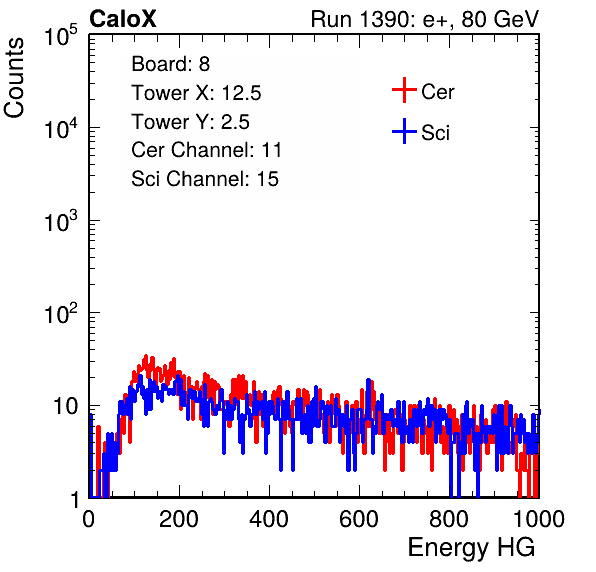 CaloX Run 1390: e+, 80 GeV
Counts
Board: 8
Tower X: 12.5
Tower Y: 2.5
Cer Channel: 11
Sci Channel: 15
Cer
Sci
10^5
10^4
10^3
10^2
10
1
0 200 400 600 800 1000
Energy HG